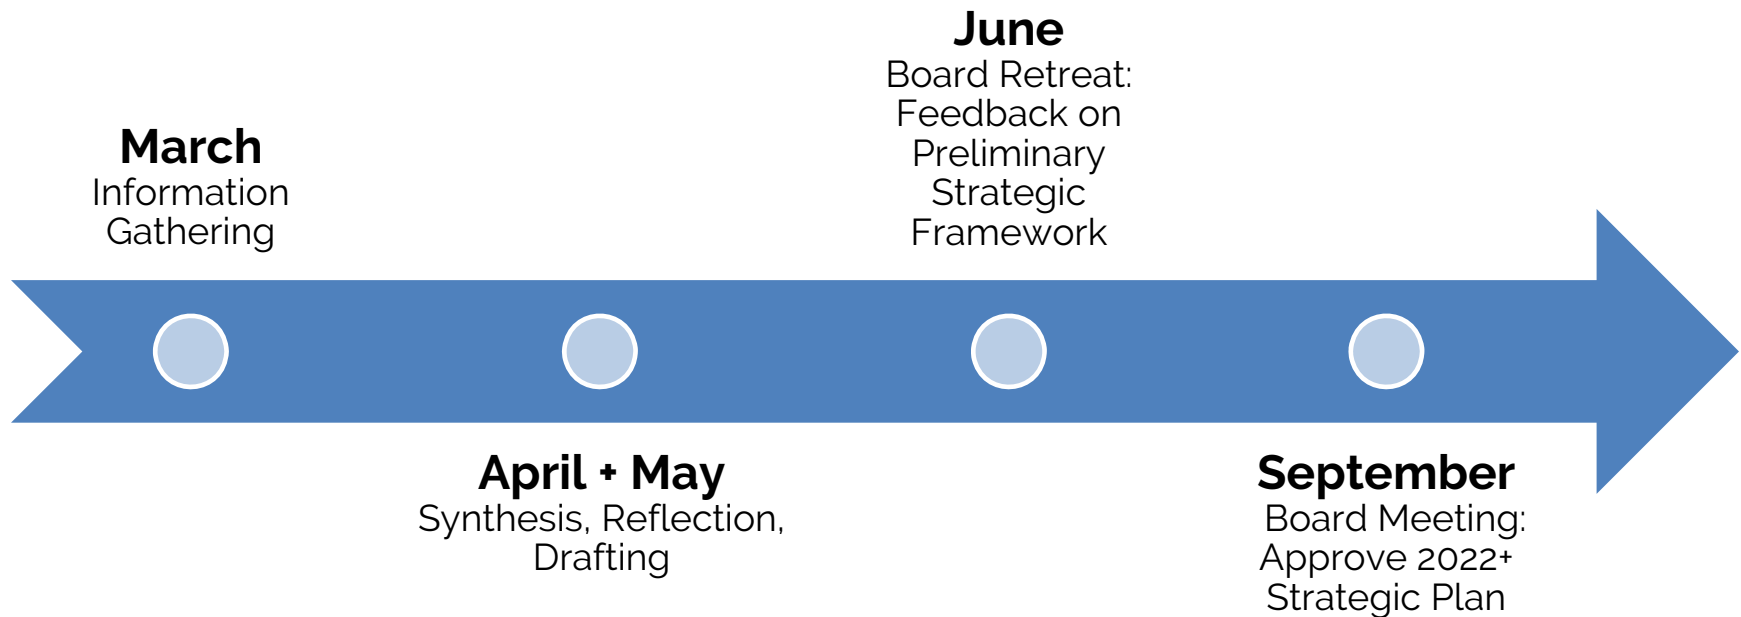 March
Information
Gathering
April + May
Synthesis, Reflection,
Drafting
June
Board Retreat:
Feedback on
Preliminary
Strategic
Framework
September
Board Meeting:
Approve 2022+
Strategic Plan